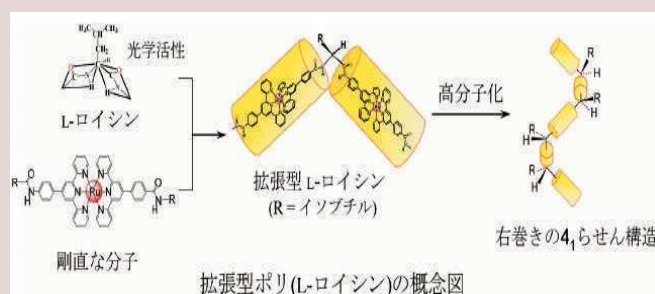 光学活性
L-ロイシン
剛直な分子
拡張型 L-ロイシン
(R = イソブチル)
高分子化
右巻きの4₁らせん構造
拡張型ポリ(L-ロイシン)の概念図